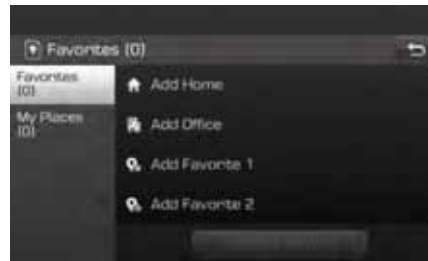 Favorites (0)
Favorites
(0)
My Places
(0)
Add Home
Add Office
Add Favorite 1
Add Favorite 2